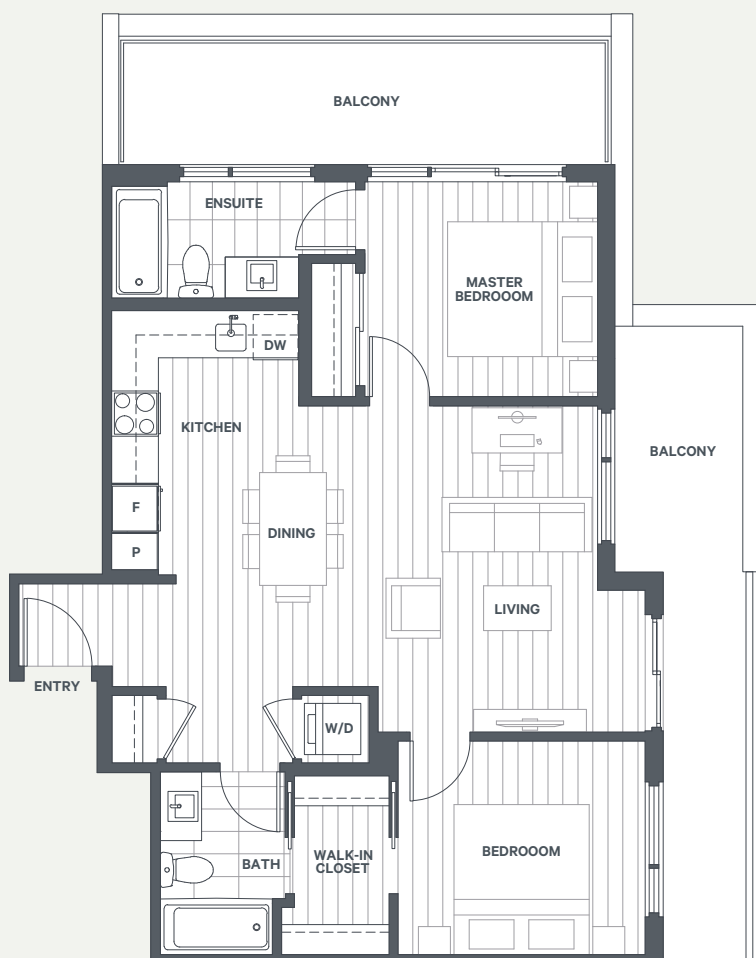 BALCONY
ENSUITE
MASTER
BEDROOOM
DW
KITCHEN
BALCONY
F
DINING
P
LIVING
ENTRY
W/D
BEDROOOM
BATH
WALK-IN
CLOSET